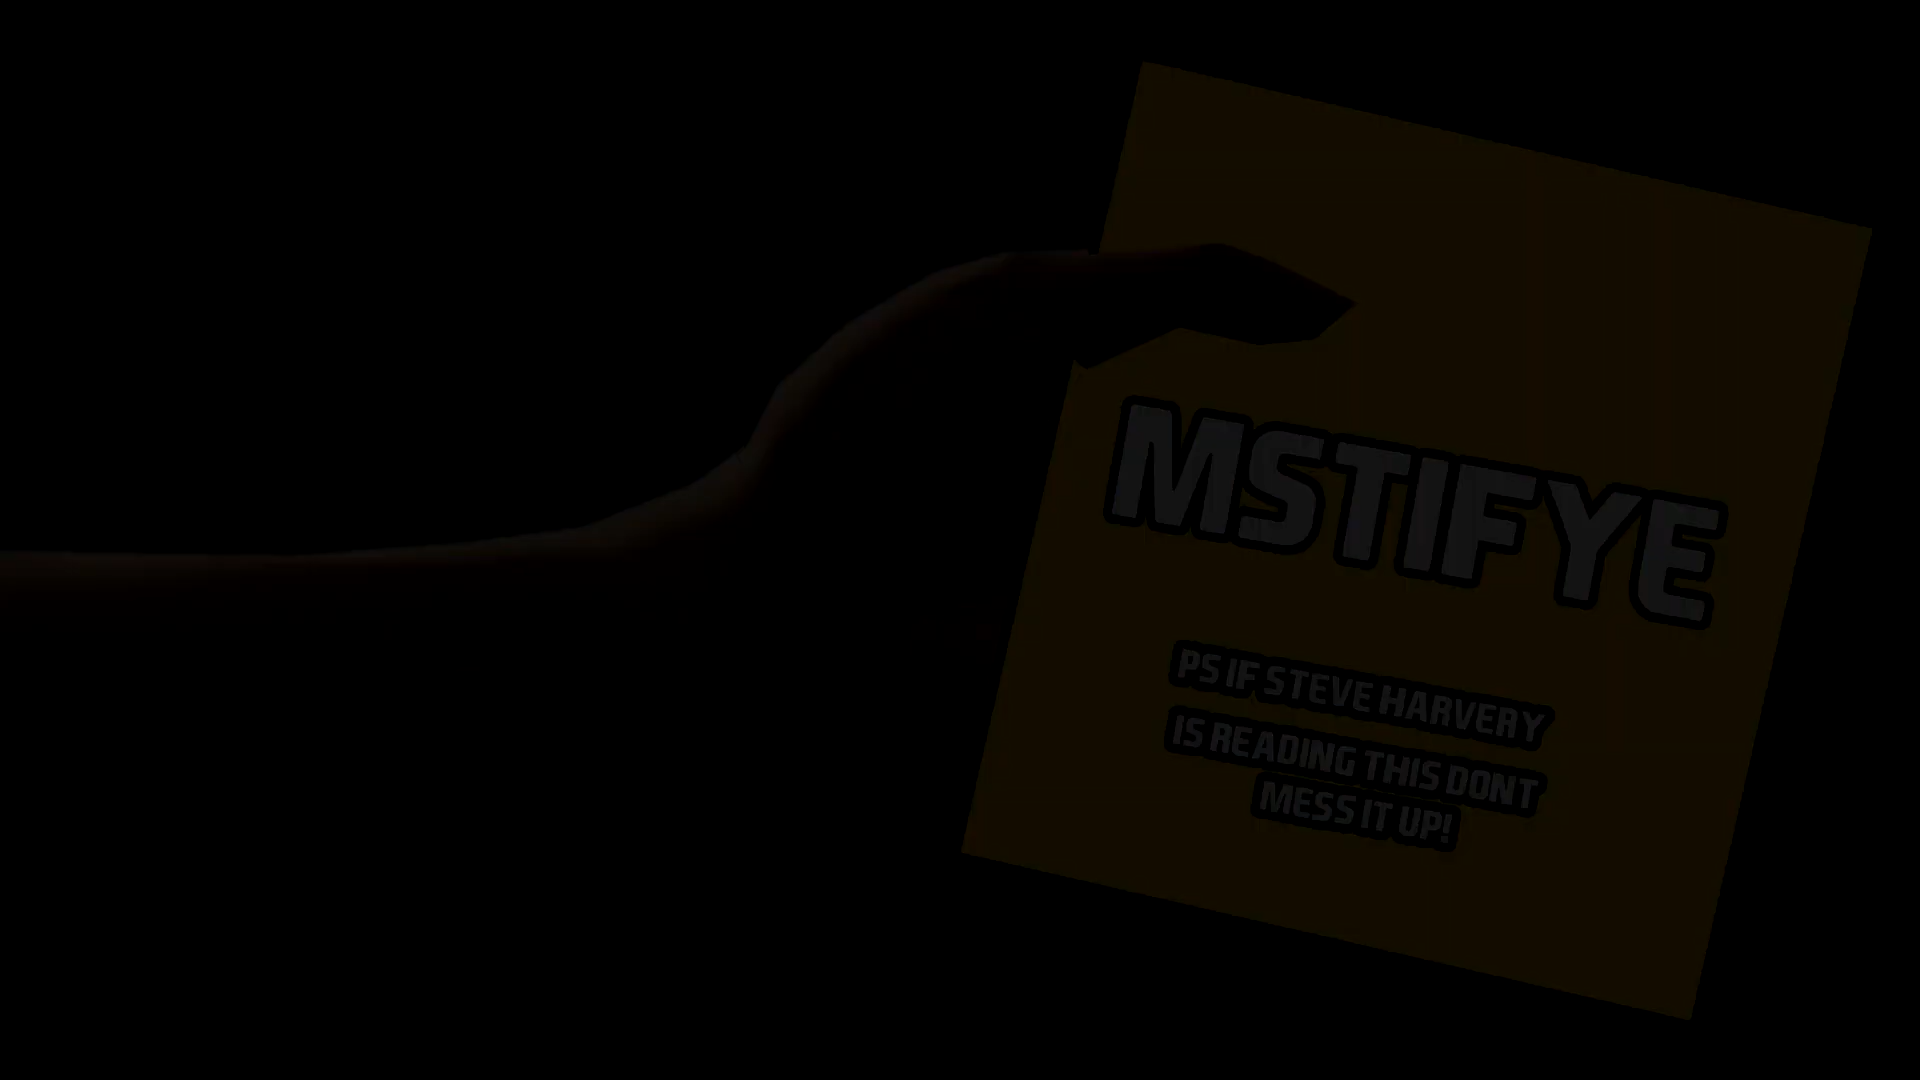 MSTIFYE
PS IF STEVE HARVERY
IS READING THIS DONT
MESS IT UP!